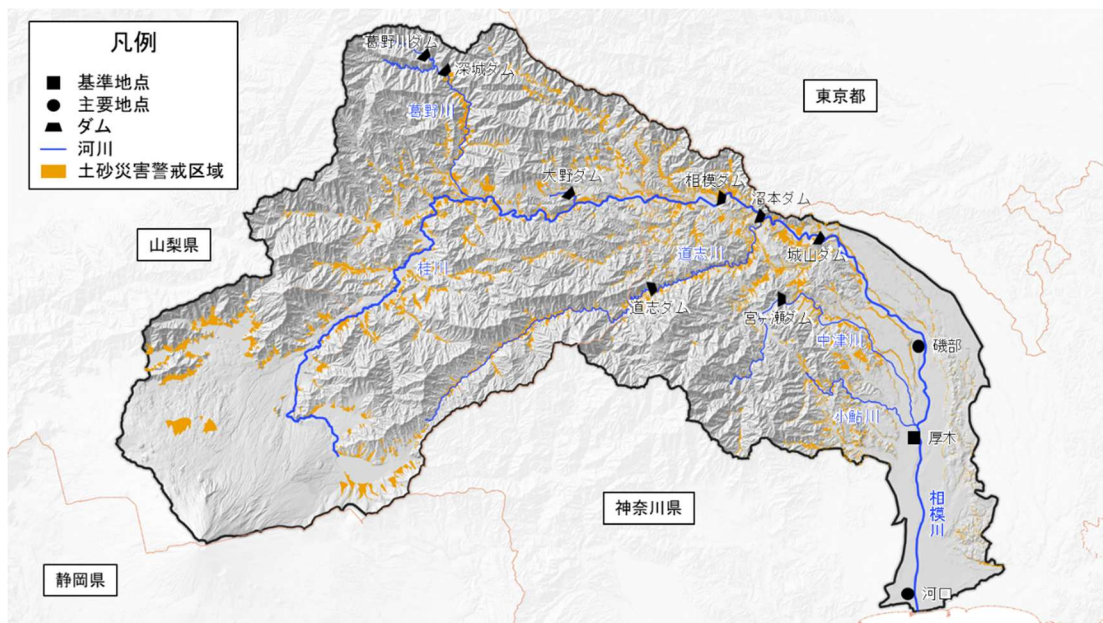 凡例
基準地点
主要地点
ダム
河川
土砂災害警戒区域
葛野川ダム
深城ダム
葛野川
東京都
大野ダム
相模ダム
沼本ダム
山梨県
桂川
道志川
城山ダム
道志ダム
宮ヶ瀬ダム
中津川
磯部
小鮎川
厚木
神奈川県
相模川
静岡県
河口